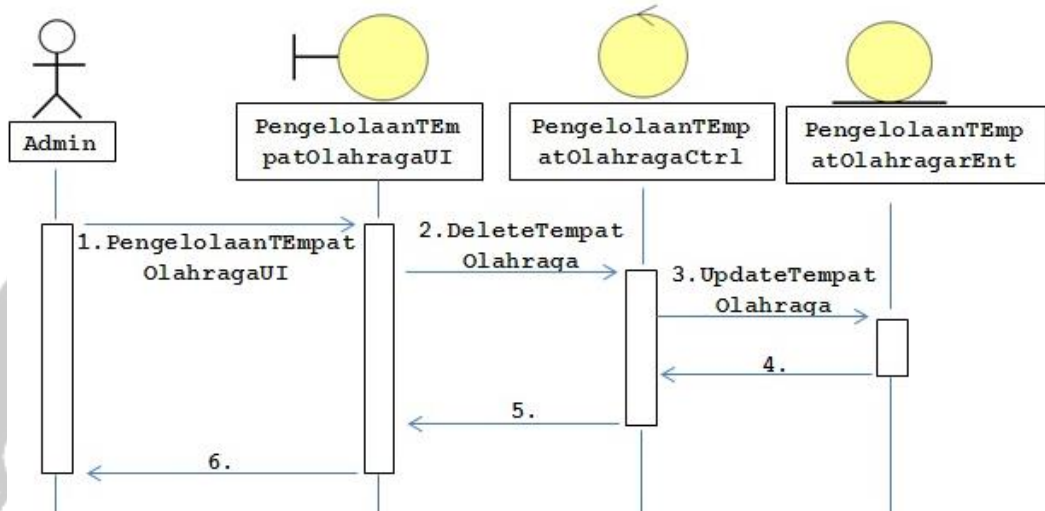 Admin
PengelolaanTEm
patOlahragaUI
PengelolaanTEmp
atOlahragaCtrl
PengelolaanTEmp
atOlahragarEnt
1.PengelolaanTEmpat
OlahragaUI
2.DeleteTempat
Olahraga
3.UpdateTempat
Olahraga
4.
5.
6.